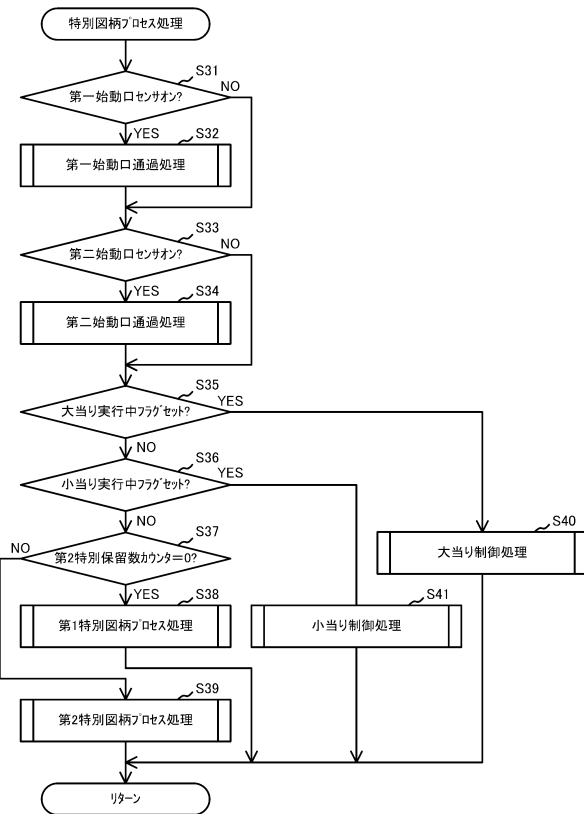 特別図柄プロセス処理
S31
第一始動口センサオン?
NO
YES
S32
第一始動口通過処理
S33
第二始動口センサオン?
NO
YES
S34
第二始動口通過処理
S35
大当り実行中フラグセット?
YES
NO
S36
小当り実行中フラグセット?
YES
NO
S37
第2特別保留数カウンタ=0?
NO
YES
S40
大当り制御処理
S38
第1特別図柄プロセス処理
S41
小当り制御処理
S39
第2特別図柄プロセス処理
リターン